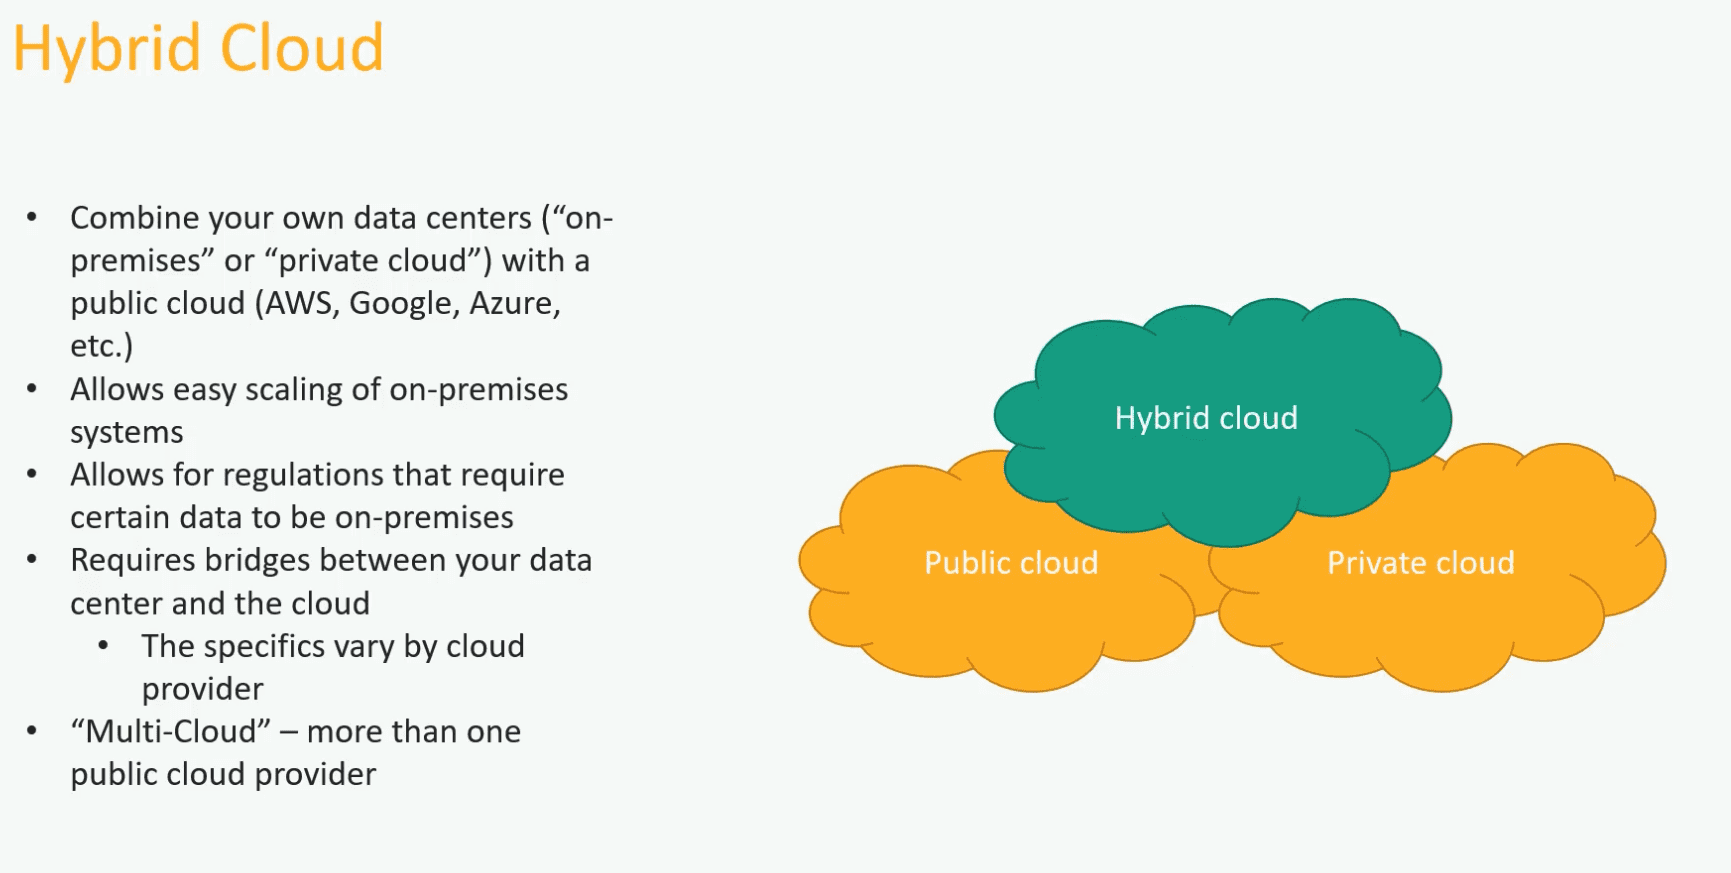 Hybrid Cloud
• Combine your own data centers (“on-
premises” or “private cloud”) with a
public cloud (AWS, Google, Azure,
etc.)
• Allows easy scaling of on-premises
systems
• Allows for regulations that require
certain data to be on-premises
• Requires bridges between your data
center and the cloud
• The specifics vary by cloud
provider
• “Multi-Cloud” – more than one
public cloud provider
Hybrid cloud
Public cloud
Private cloud